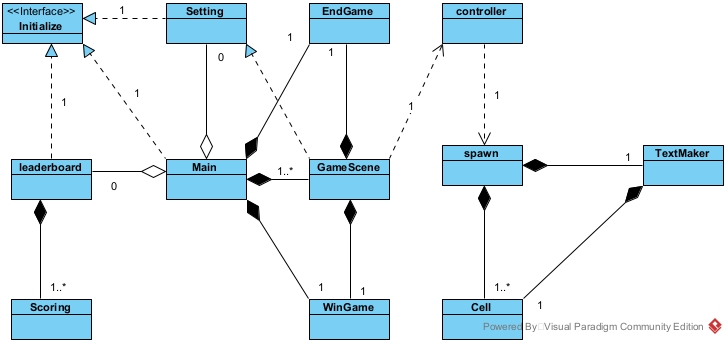 <<Interface>>
Initialize
1
Setting
EndGame
controller
1
0
1
1
1
1
1
leaderboard
0
Main
1..*
GameScene
spawn
1
TextMaker
1..*
1
1
1..*
1
Scoring
WinGame
Cell
Powered By Visual Paradigm Community Edition